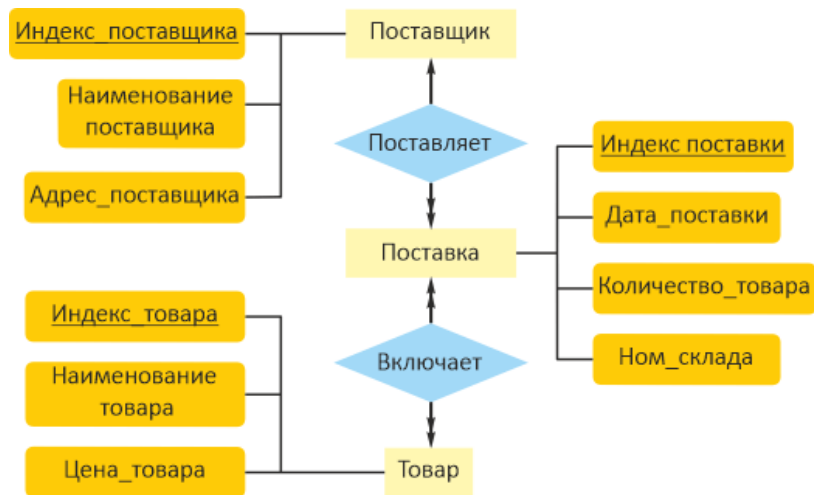 Индекс_поставщика
Поставщик
Наименование
поставщика
Поставляет
Индекс поставки
Адрес_поставщика
Дата_поставки
Поставка
Количество_товара
Индекс_товара
Включает
Ном_склада
Наименование
товара
Цена_товара
Товар